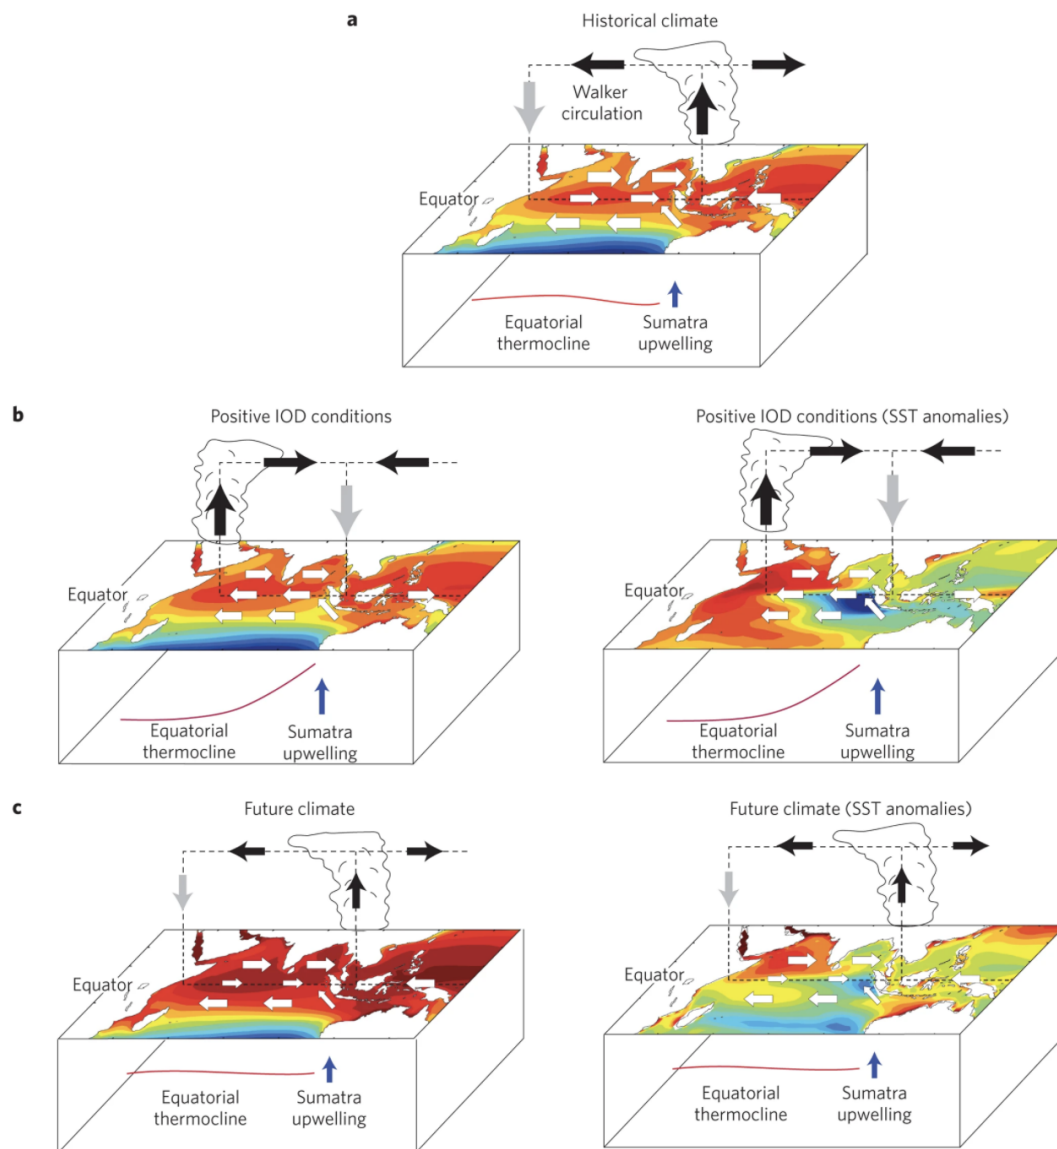 a
Historical climate
Walker
circulation
Equator
Equatorial
thermocline
Sumatra
upwelling
b
Positive IOD conditions
Equator
Equatorial
thermocline
Sumatra
upwelling
Positive IOD conditions (SST anomalies)
Equator
Equatorial
thermocline
Sumatra
upwelling
c
Future climate
Equator
Equatorial
thermocline
Sumatra
upwelling
Future climate (SST anomalies)
Equator
Equatorial
thermocline
Sumatra
upwelling